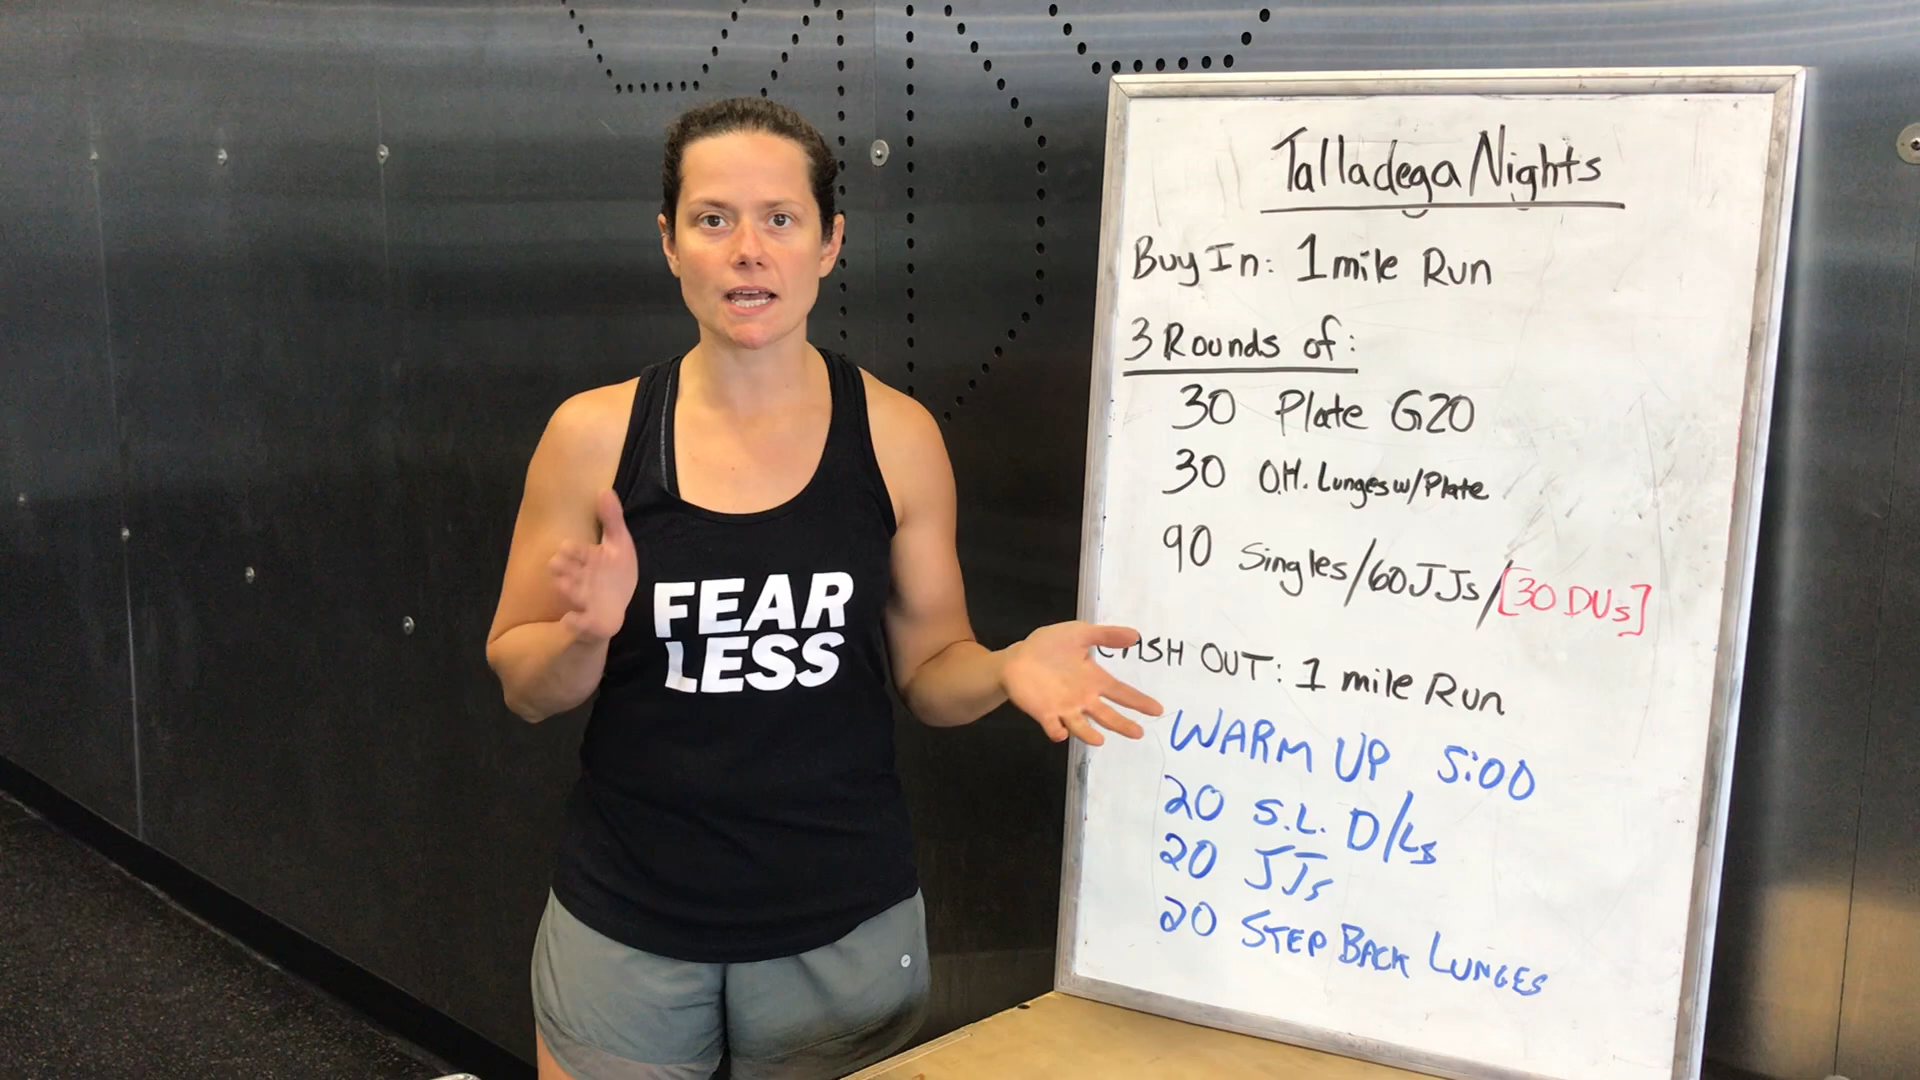 FEAR
LESS
Talladega Nights
Buy In: 1 mile Run
3 Rounds of:
30 Plate G2O
30 O.H. Lunges w/Plate
90 Singles/60 JJs/[30 DUs]
CASH OUT: 1 mile Run
WARM UP 5:00
20 S.L. D/Ls
20 JJs
20 STEP BACK LUNGES